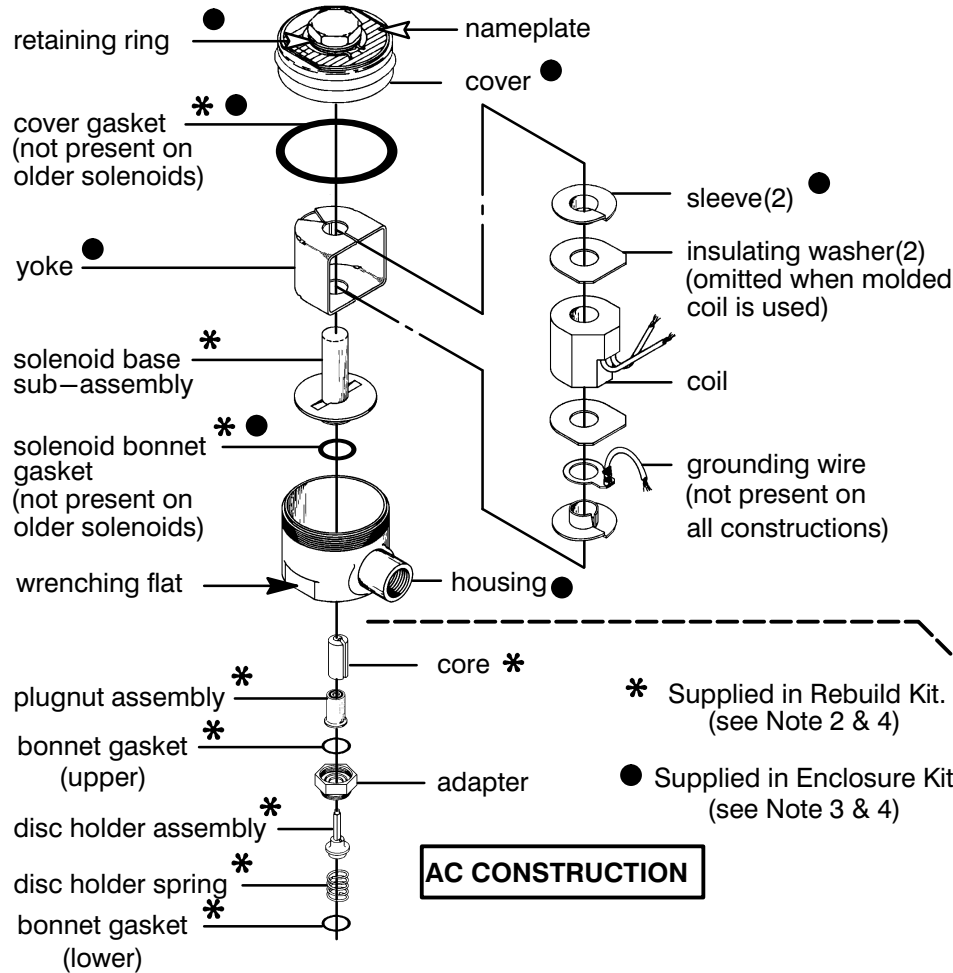 retaining ring ●
nameplate
cover ●
* ●
cover gasket
(not present on
older solenoids)
sleeve(2) ●
insulating washer(2)
(omitted when molded
coil is used)
yoke ●
solenoid base *
sub–assembly
coil
solenoid bonnet * ●
gasket
(not present on
older solenoids)
grounding wire
(not present on
all constructions)
wrenching flat
housing ●
core *
plugnut assembly *
* Supplied in Rebuild Kit.
(see Note 2 & 4)
bonnet gasket *
(upper)
adapter
● Supplied in Enclosure Kit
(see Note 3 & 4)
disc holder assembly *
AC CONSTRUCTION
disc holder spring *
bonnet gasket *
(lower)